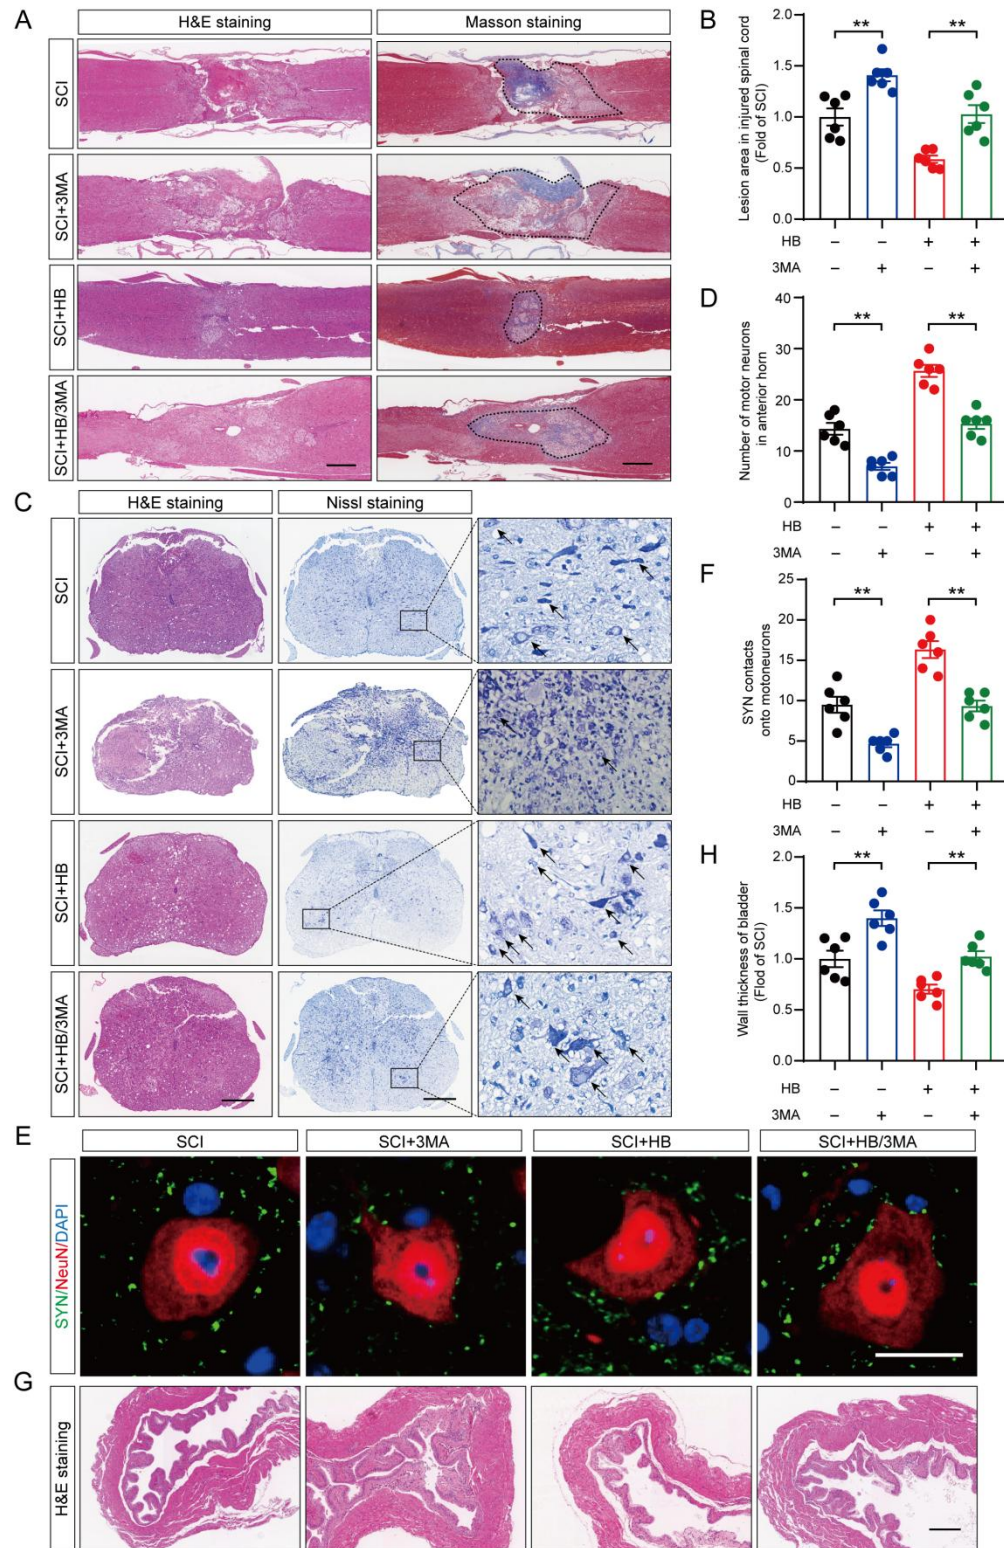 A
H&E staining
Masson staining
SCI
SCI+3MA
SCI+HB
SCI+HB/3MA
B
Lesion area in injured spinal cord
(Fold of SCI)
2.0
1.5
1.0
0.5
0.0
** **
HB – – + +
3MA – + – +
C
H&E staining
Nissl staining
SCI
SCI+3MA
SCI+HB
SCI+HB/3MA
D
Number of motor neurons
in anterior horn
40
30
20
10
0
** **
HB – – + +
3MA – + – +
F
SYN contacts
onto motoneurons
25
20
15
10
5
0
** **
HB – – + +
3MA – + – +
H
Wall thickness of bladder
(Flod of SCI)
2.0
1.5
1.0
0.5
0.0
** **
HB – – + +
3MA – + – +
E
SCI
SCI+3MA
SCI+HB
SCI+HB/3MA
SYN/NeuN/DAPI
G
H&E staining